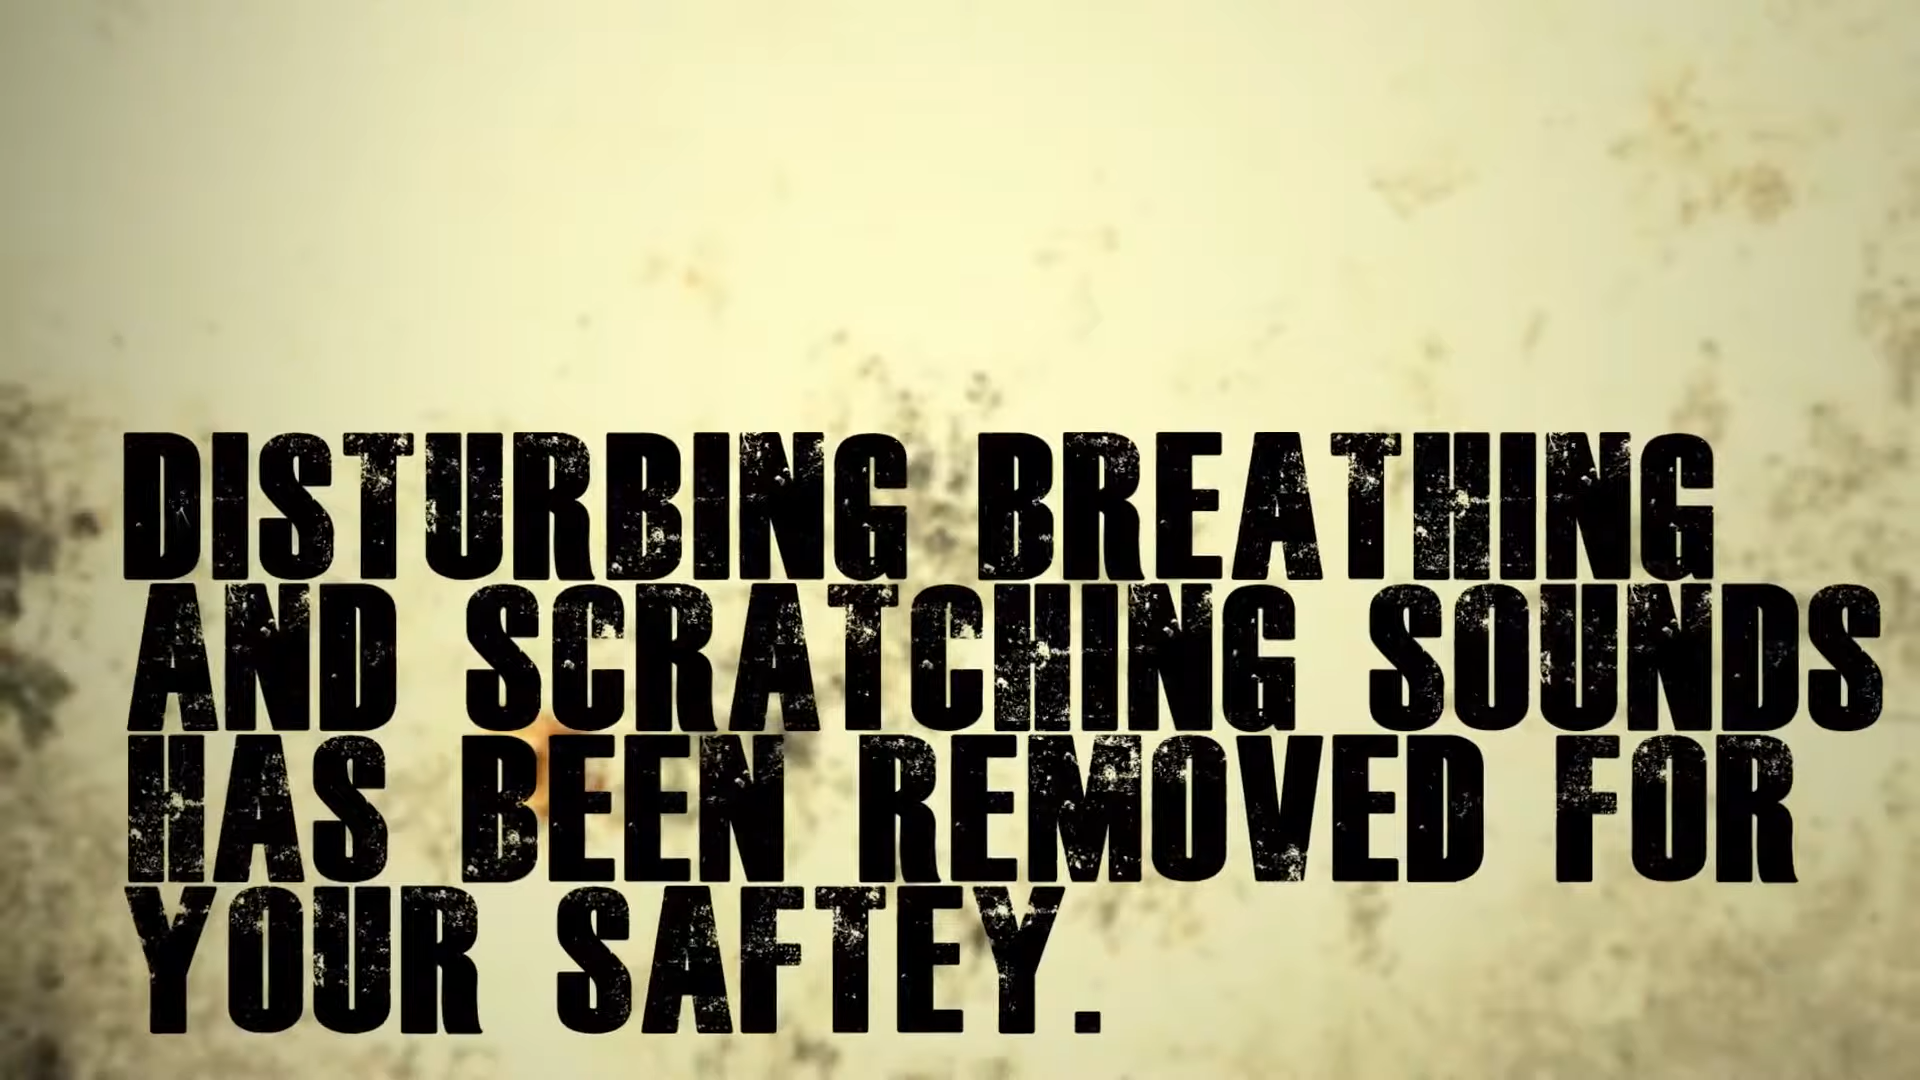 DISTURBING BREATHING
AND SCRATCHING SOUNDS
HAS BEEN REMOVED FOR
YOUR SAFTEY.